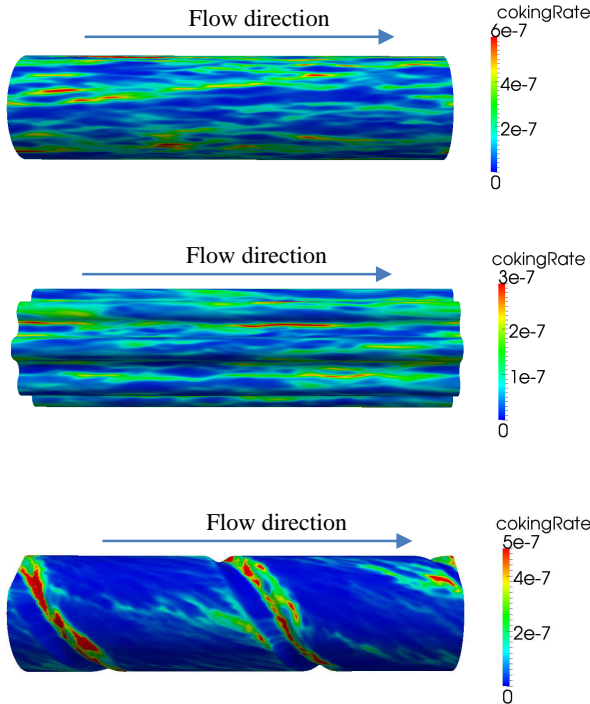 Flow direction
cokingRate
6e-7
4e-7
2e-7
0
Flow direction
cokingRate
3e-7
2e-7
1e-7
0
Flow direction
cokingRate
5e-7
4e-7
2e-7
0